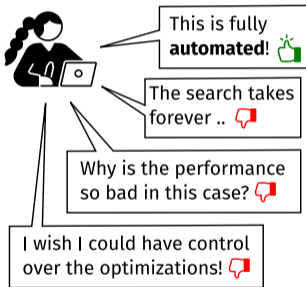 This is fully
automated!
The search takes
forever ..
Why is the performance
so bad in this case?
I wish I could have control
over the optimizations!